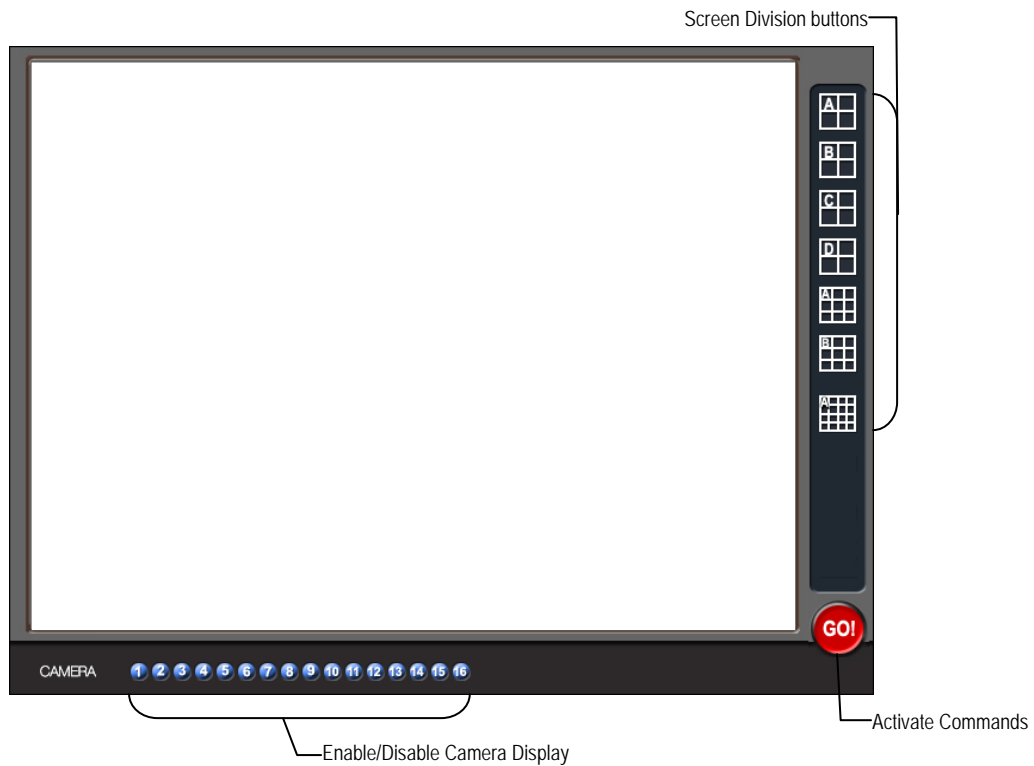 Screen Division buttons
A
B
C
D
A
B
A
GO!
CAMERA 1 2 3 4 5 6 7 8 9 10 11 12 13 14 15 16
Activate Commands
Enable/Disable Camera Display